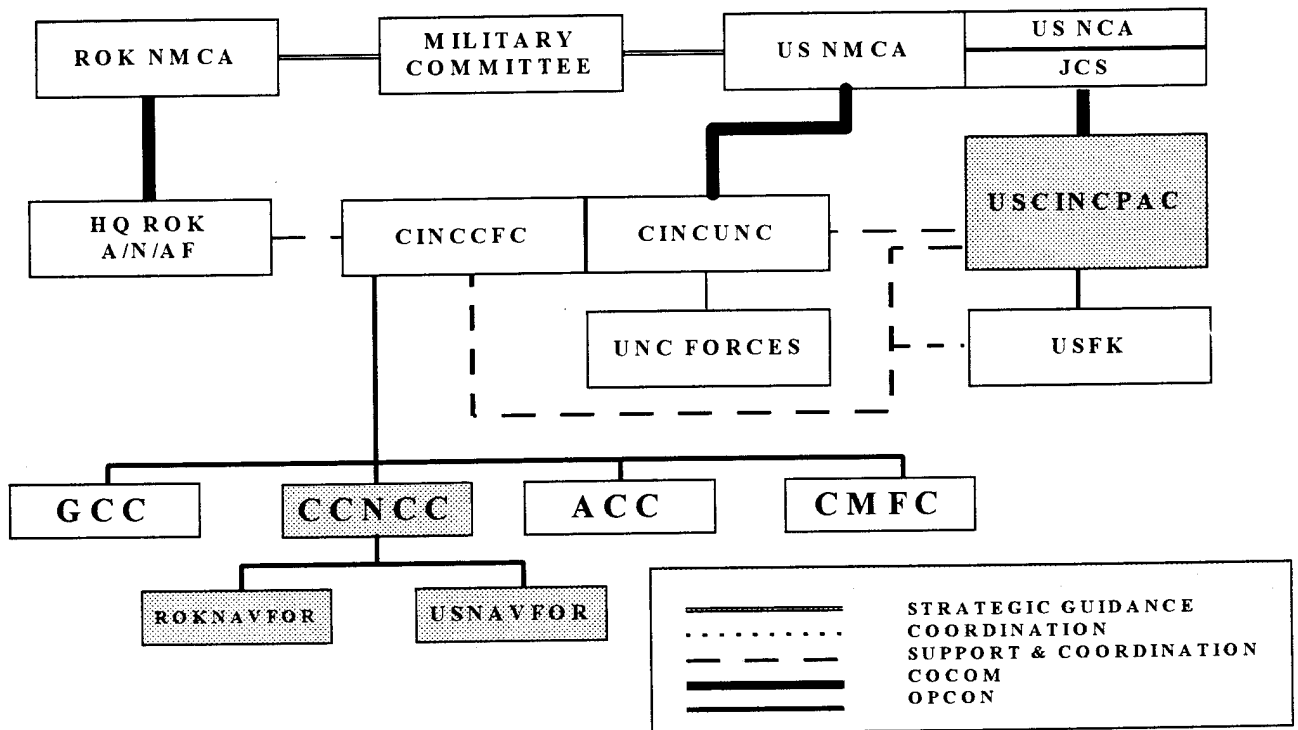 ROK NMCA
MILITARY
COMMITTEE
US NMCA
US NCA
JCS
HQ ROK
A/N/AF
CINCCFC
CINCUNC
USCINCPAC
UNC FORCES
USFK
GCC
CCNCC
ACC
CMFC
ROKNAVFOR
USNAVFOR
STRATEGIC GUIDANCE
COORDINATION
SUPPORT & COORDINATION
COCOM
OPCON